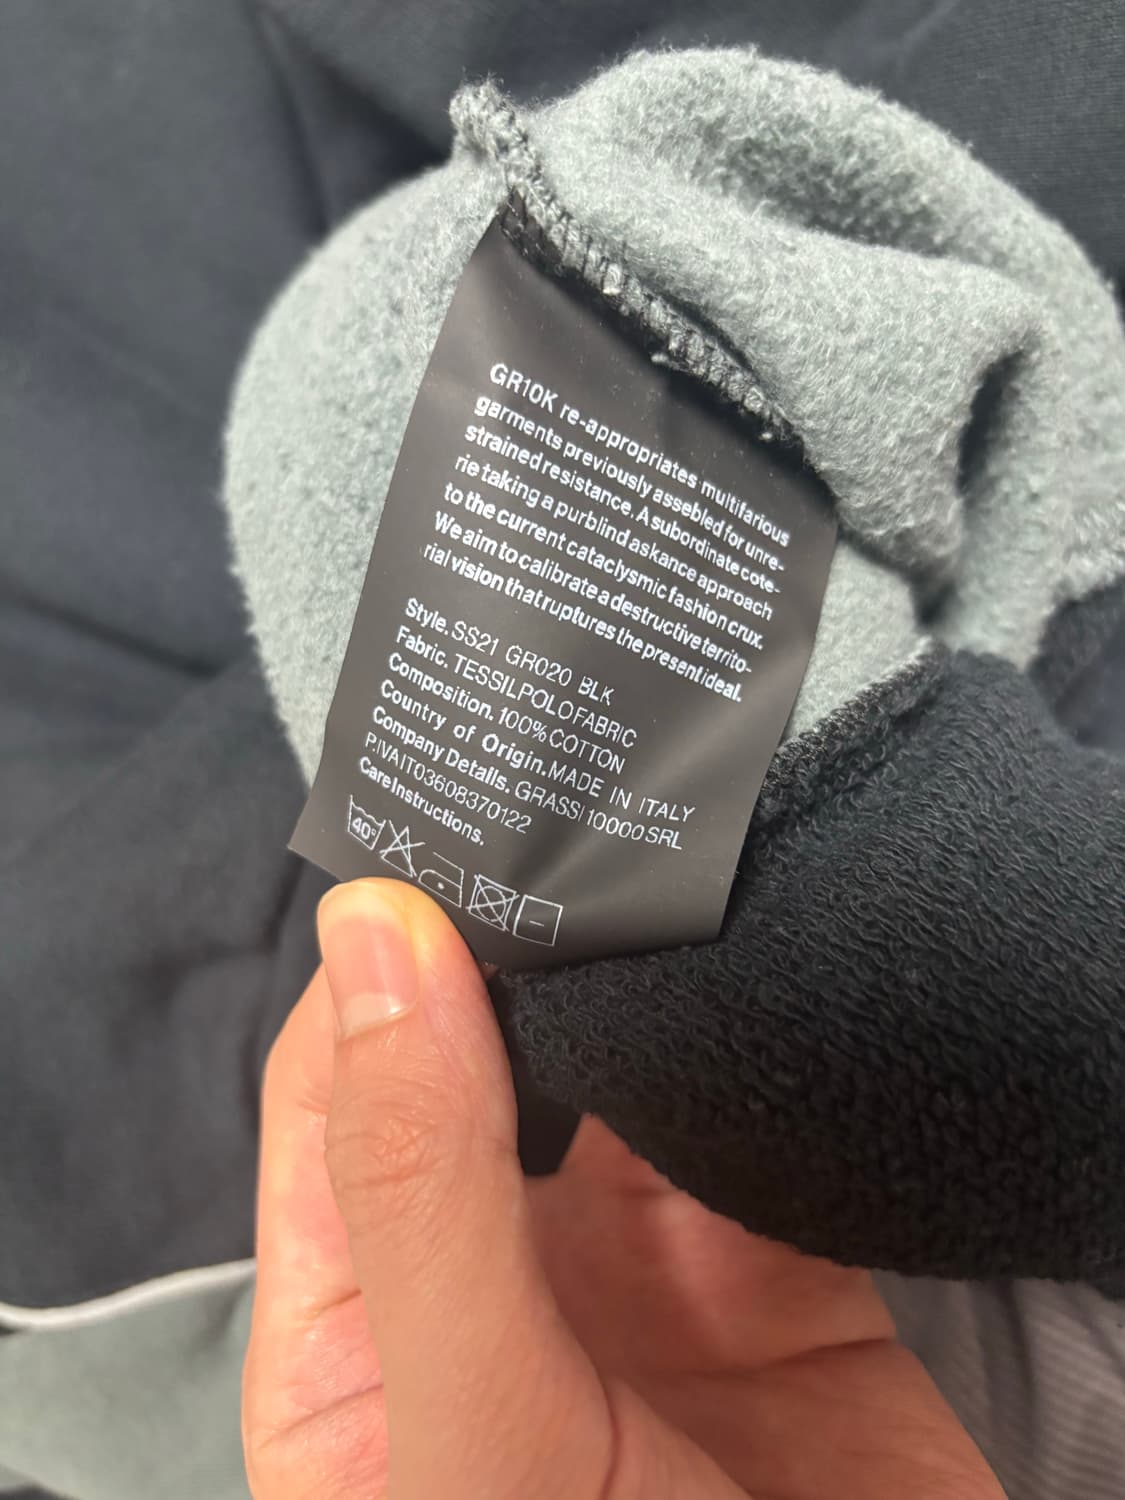 GR10K re-appropriates multifarious
garments previously assebled for unre-
strained resistance. A subordinate cote-
rie taking a purblind askance approach
to the current cataclysmic fashion crux.
We aim to calibrate a destructive territo-
rial vision that ruptures the present ideal.
Style. SS21 GR020 BLK
Fabric. TESSILPOLOFABRIC
Composition. 100% COTTON
Country of Origin. MADE IN ITALY
Company Details. GRASSI 10000 SRL
P.IVA IT03608370122
Care Instructions.
40°